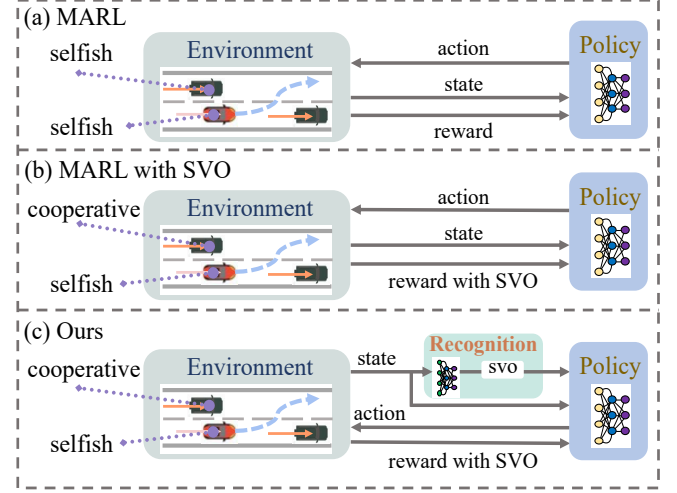 (a) MARL
selfish
selfish
Environment
action
state
reward
Policy
(b) MARL with SVO
cooperative
selfish
Environment
action
state
reward with SVO
Policy
(c) Ours
cooperative
selfish
Environment
state
Recognition
svo
action
reward with SVO
Policy